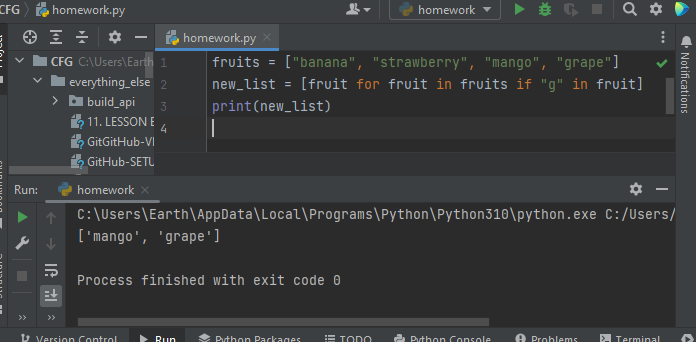 CFG homework.py homework
homework.py
CFG C:\Users\Earth
everything_else
build_api
11. LESSON E
GitGitHub-VI
GitHub-SETU
1 fruits = ["banana", "strawberry", "mango", "grape"]
2 new_list = [fruit for fruit in fruits if "g" in fruit]
3 print(new_list)
4
Notifications
Run: homework
C:\Users\Earth\AppData\Local\Programs\Python\Python310\python.exe C:/Users/
['mango', 'grape']
Process finished with exit code 0
Version Control Run Python Packages TODO Python Console Problems Terminal